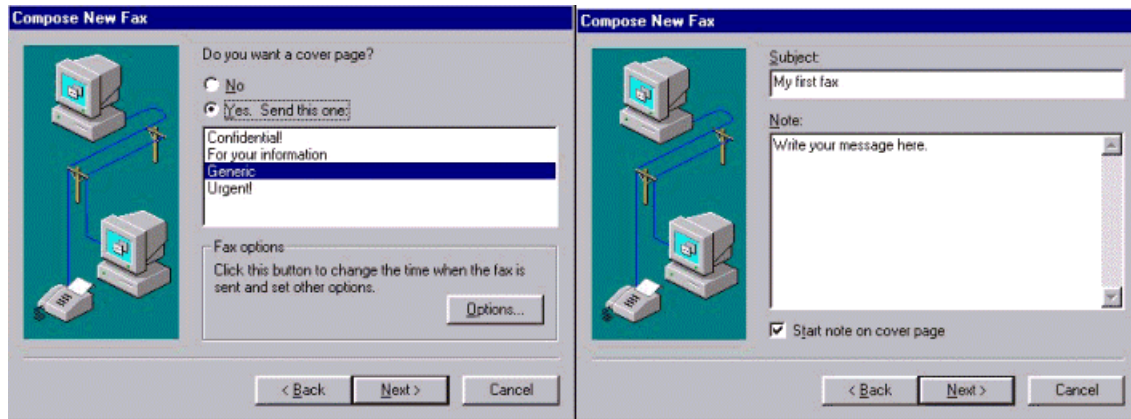 Compose New Fax
Do you want a cover page?
No
Yes. Send this one:
Confidential!
For your information
Generic
Urgent!
Fax options
Click this button to change the time when the fax is
sent and set other options.
Options...
< Back
Next >
Cancel
Compose New Fax
Subject:
My first fax
Note:
Write your message here.
Start note on cover page
< Back
Next >
Cancel